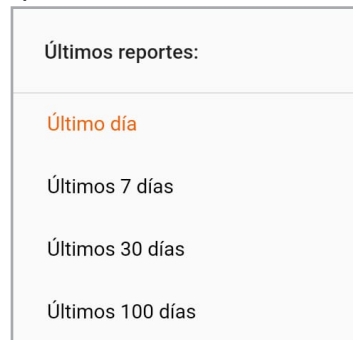 Últimos reportes:
Último día
Últimos 7 días
Últimos 30 días
Últimos 100 días